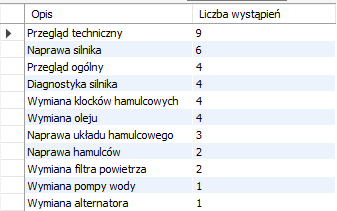 Opis Liczba wystąpień
Przegląd techniczny 9
Naprawa silnika 6
Przegląd ogólny 4
Diagnostyka silnika 4
Wymiana klocków hamulcowych 4
Wymiana oleju 4
Naprawa układu hamulcowego 3
Naprawa hamulców 2
Wymiana filtra powietrza 2
Wymiana pompy wody 1
Wymiana alternatora 1